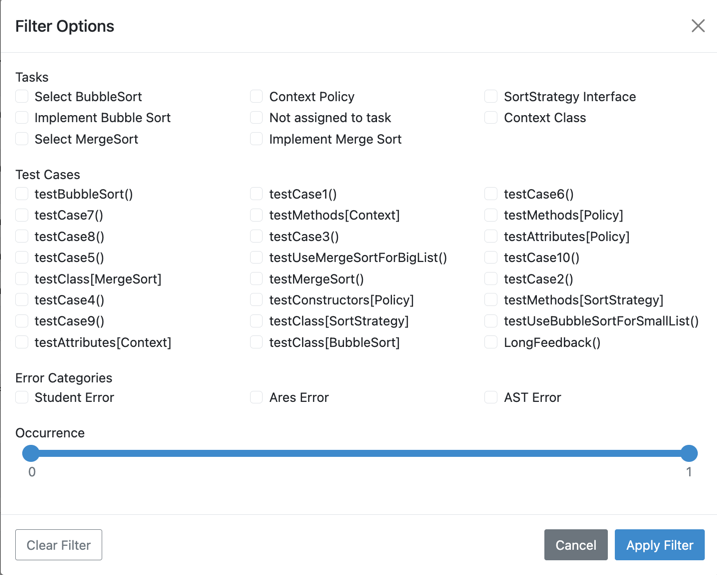 Filter Options
Tasks
Select BubbleSort
Context Policy
SortStrategy Interface
Implement Bubble Sort
Not assigned to task
Context Class
Select MergeSort
Implement Merge Sort
Test Cases
testBubbleSort()
testCase1()
testCase6()
testCase7()
testMethods[Context]
testMethods[Policy]
testCase8()
testCase3()
testAttributes[Policy]
testCase5()
testUseMergeSortForBigList()
testCase10()
testClass[MergeSort]
testMergeSort()
testCase2()
testCase4()
testConstructors[Policy]
testMethods[SortStrategy]
testCase9()
testClass[SortStrategy]
testUseBubbleSortForSmallList()
testAttributes[Context]
testClass[BubbleSort]
LongFeedback()
Error Categories
Student Error
Ares Error
AST Error
Occurrence
0
1
Clear Filter
Cancel
Apply Filter